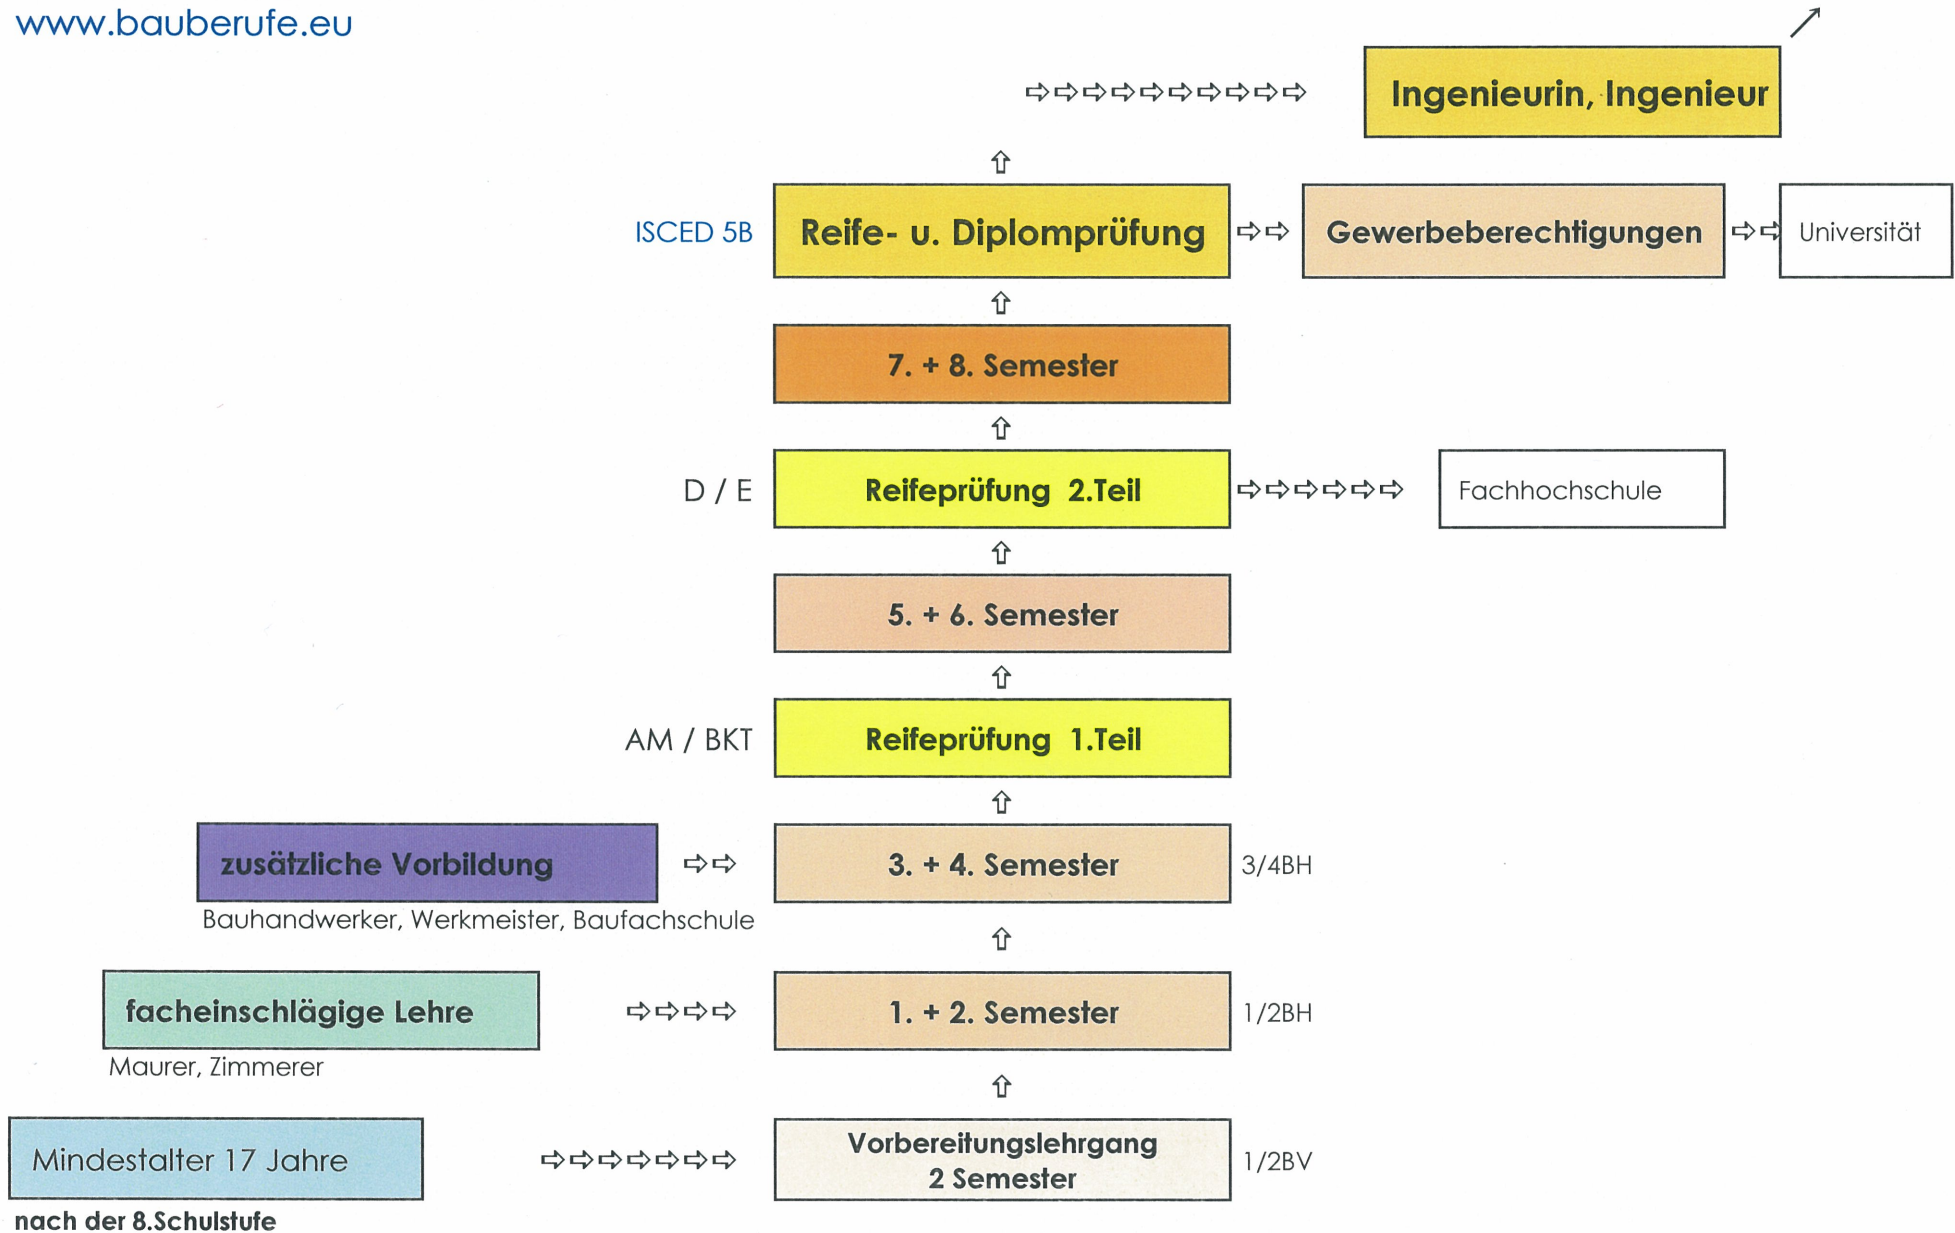 www.bauberufe.eu
Ingenieurin, Ingenieur
ISCED 5B
Reife- u. Diplomprüfung
Gewerbeberechtigungen
Universität
7. + 8. Semester
D / E
Reifeprüfung 2.Teil
Fachhochschule
5. + 6. Semester
AM / BKT
Reifeprüfung 1.Teil
zusätzliche Vorbildung
3. + 4. Semester
3/4BH
Bauhandwerker, Werkmeister, Baufachschule
facheinschlägige Lehre
1. + 2. Semester
1/2BH
Maurer, Zimmerer
Mindestalter 17 Jahre
Vorbereitungslehrgang
2 Semester
1/2BV
nach der 8.Schulstufe